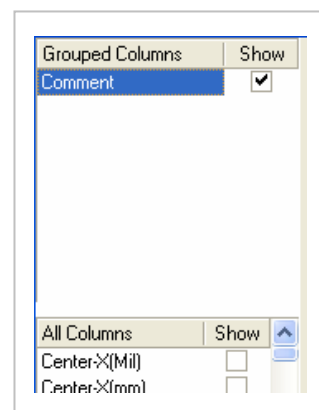 Grouped Columns Show
Comment
All Columns Show
Center-X(Mil)
Center-X(mm)